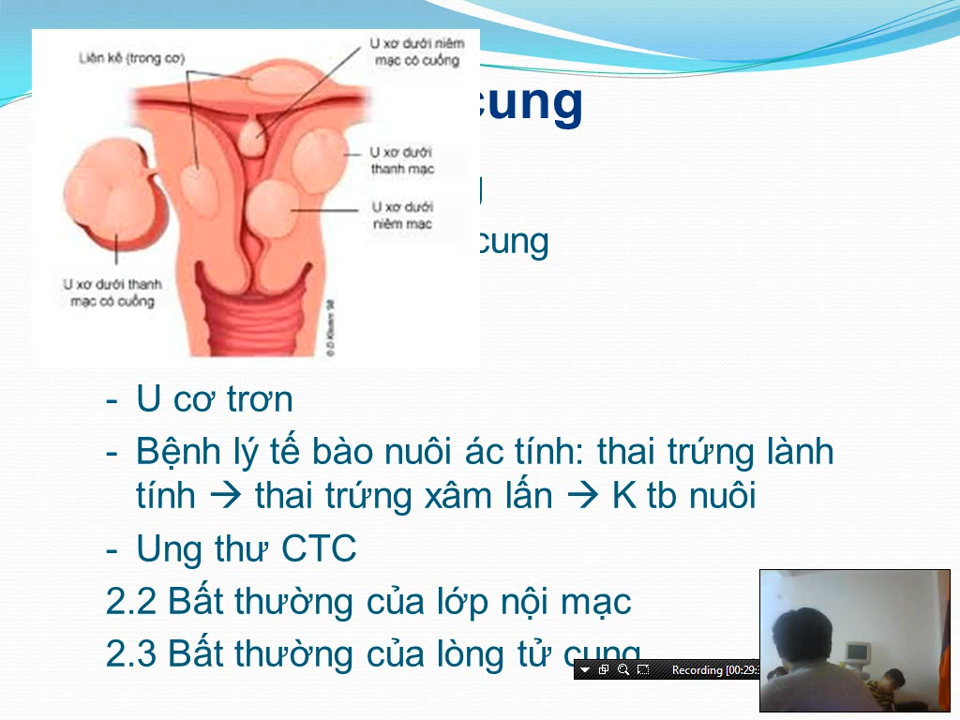 Liên kẽ (trong cơ)
U xơ dưới niêm
mạc có cuống
cung
U xơ dưới
thanh mạc
U xơ dưới
niêm mạc
cung
U xơ dưới thanh
mạc có cuống
- U cơ trơn
- Bệnh lý tế bào nuôi ác tính: thai trứng lành
tính → thai trứng xâm lấn → K tb nuôi
- Ung thư CTC
2.2 Bất thường của lớp nội mạc
2.3 Bất thường của lòng tử cung
Recording [00:29: